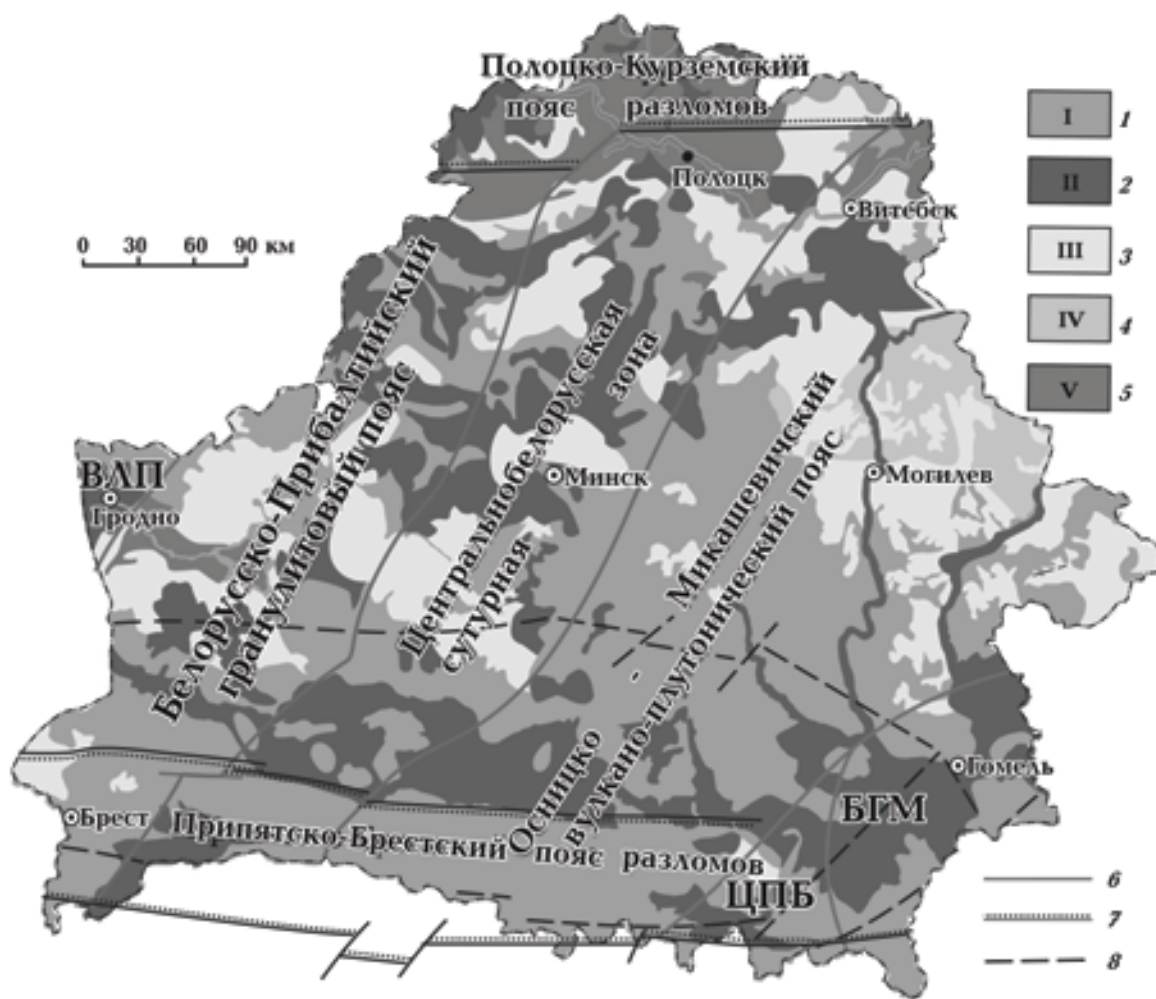 Полоцко-Курземский
пояс разломов
I 1
II 2
III 3
IV 4
V 5
Полоцк
Витебск
0 30 60 90 км
Белорусско-Прибалтийский
гранулитовый пояс
Центральнобелорусская
сутурная зона
Минск
Микашевичский
Осницко
вулкано-плутонический пояс
Могилев
ВЛП
Гродно
Гомель
БГМ
Брест
Припятско-Брестский пояс разломов
ЦПБ
6
7
8